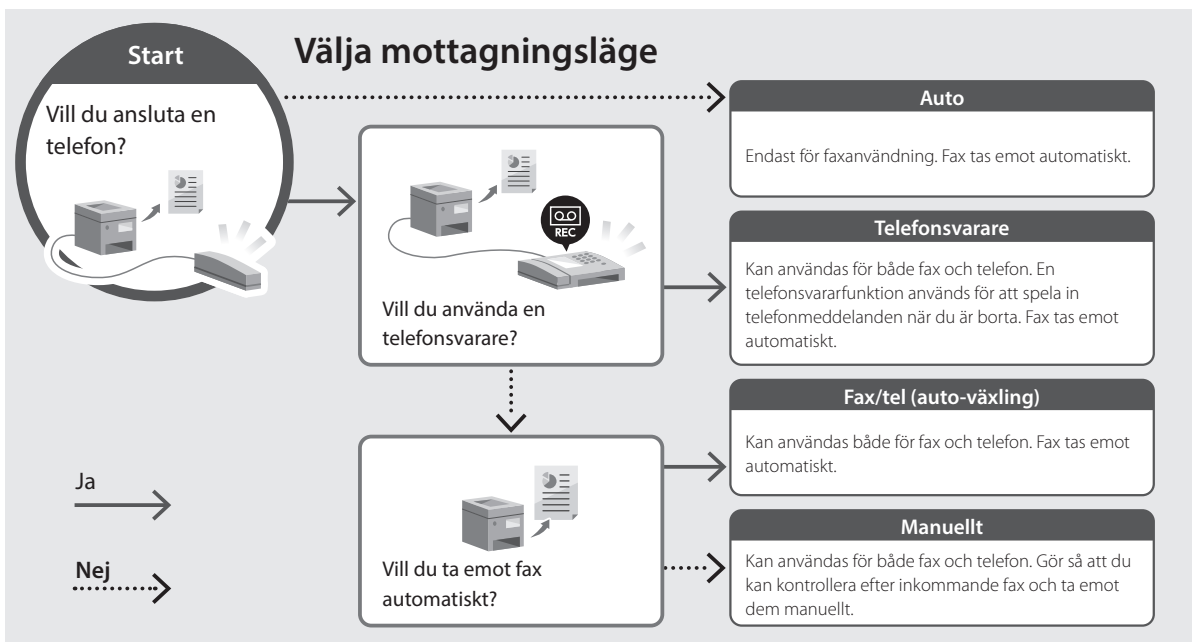 Start
Välja mottagningsläge
Vill du ansluta en
telefon?
Auto
Endast för faxanvändning. Fax tas emot automatiskt.
REC
Vill du använda en
telefonsvarare?
Telefonsvarare
Kan användas för både fax och telefon. En
telefonsvararfunktion används för att spela in
telefonmeddelanden när du är borta. Fax tas emot
automatiskt.
Fax/tel (auto-växling)
Kan användas både för fax och telefon. Fax tas emot
automatiskt.
Vill du ta emot fax
automatiskt?
Manuellt
Kan användas för både fax och telefon. Gör så att du
kan kontrollera efter inkommande fax och ta emot
dem manuellt.
Ja
Nej